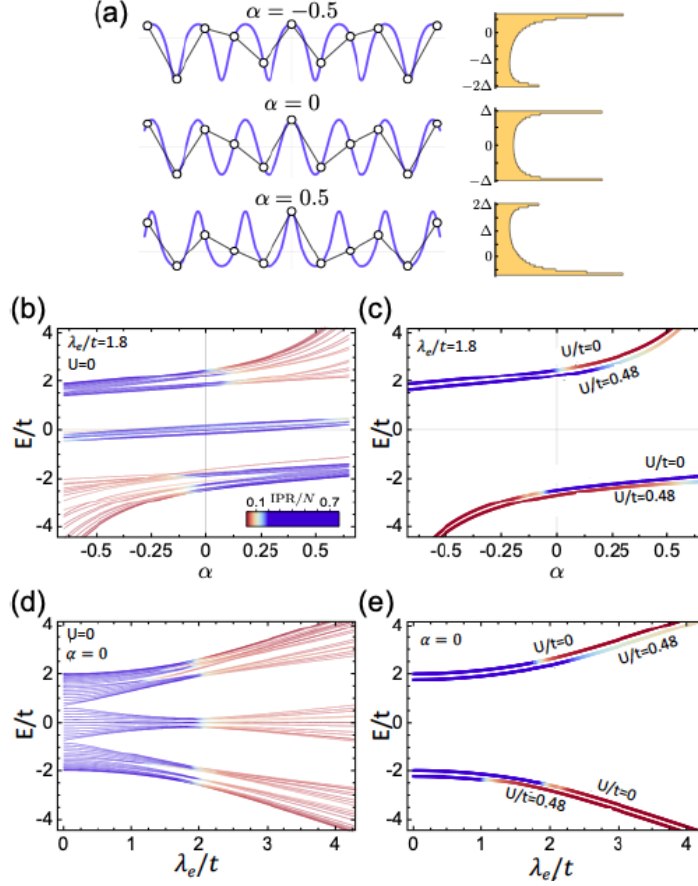 (a)
α = −0.5
0
-Δ
-2Δ
α = 0
Δ
0
-Δ
α = 0.5
2Δ
Δ
0
(b)
λe/t=1.8
U=0
E/t
4
2
0
-2
-4
IPR/N
0.1 0.7
-0.5 -0.25 0 0.25 0.5
α
(c)
λe/t=1.8
U/t=0
U/t=0.48
U/t=0
U/t=0.48
E/t
4
2
0
-2
-4
-0.5 -0.25 0 0.25 0.5
α
(d)
U=0
α = 0
E/t
4
2
0
-2
-4
0 1 2 3 4
λe/t
(e)
α = 0
U/t=0
U/t=0.48
U/t=0
U/t=0.48
E/t
4
2
0
-2
-4
0 1 2 3 4
λe/t